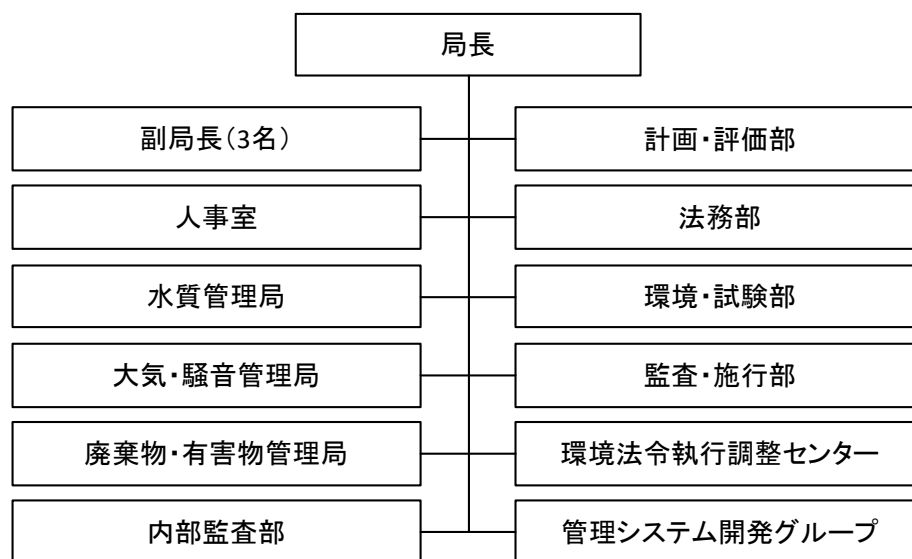 局長
副局長（3名）
計画・評価部
人事室
法務部
水質管理局
環境・試験部
大気・騒音管理局
監査・施行部
廃棄物・有害物管理局
環境法令執行調整センター
内部監査部
管理システム開発グループ